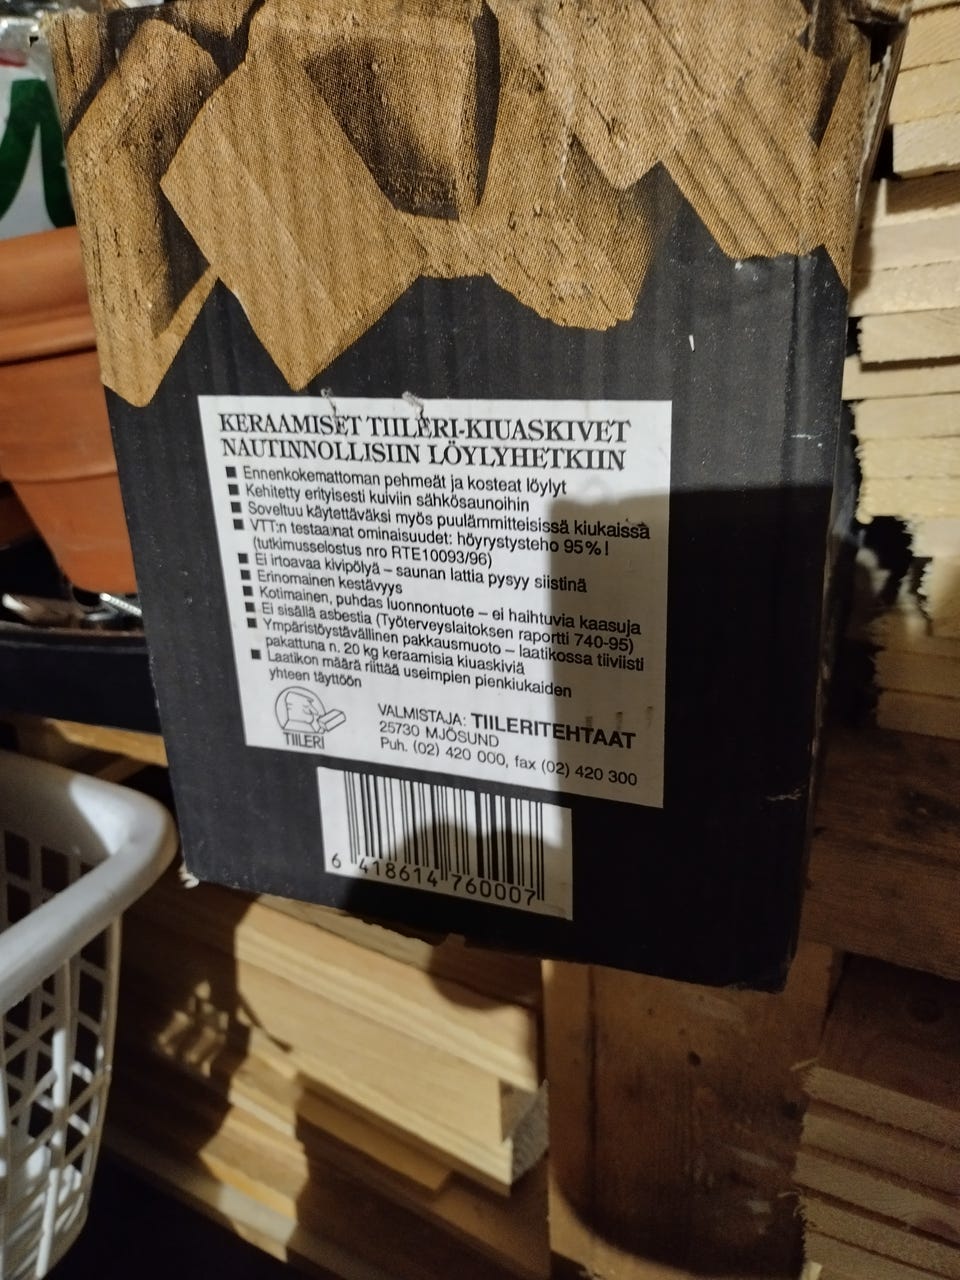 KERAAMISET TIILERI-KIUASKIVET
NAUTINNOLLISIIN LÖYLYHETKIIN
■ Ennenkokemattoman pehmeät ja kosteat löylyt
■ Kehitetty erityisesti kuiviin sähkösaunoihin
■ Soveltuu käytettäväksi myös puulämmitteisissä kiukaissa
■ VTT:n testaamat ominaisuudet: höyrystysteho 95%!
(tutkimusselostus nro RTE10093/96)
■ Ei irtoavaa kivipölyä – saunan lattia pysyy siistinä
■ Erinomainen kestävyys
■ Kotimainen, puhdas luonnontuote – ei haihtuvia kaasuja
■ Ei sisällä asbestia (Työterveyslaitoksen raportti 740-95)
■ Ympäristöystävällinen pakkausmuoto – laatikossa tiiviisti
pakattuna n. 20 kg keraamisia kiuaskiviä
■ Laatikon määrä riittää useimpien pienkiukaiden
yhteen täyttöön
TIILERI
VALMISTAJA: TIILERITEHTAAT
25730 MJÖSUND
Puh. (02) 420 000, fax (02) 420 300
6 418614 760007